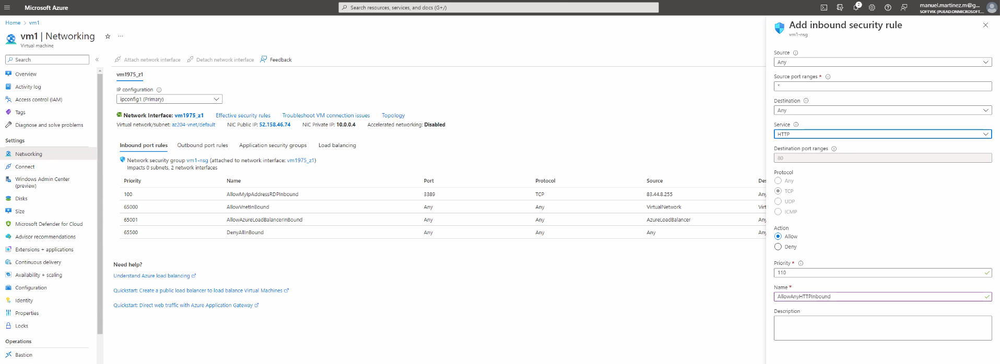 Microsoft Azure
Search resources, services, and docs (G+/)
2
manuel.martinez.m@g...
SOFTVIK (PUEAD.ONMICROSOFT....
Home > vm1
vm1 | Networking
Virtual machine
Search
Overview
Activity log
Access control (IAM)
Tags
Diagnose and solve problems
Settings
Networking
Connect
Windows Admin Center
(preview)
Disks
Size
Microsoft Defender for Cloud
Advisor recommendations
Extensions + applications
Continuous delivery
Availability + scaling
Configuration
Identity
Properties
Locks
Operations
Bastion
Attach network interface Detach network interface Feedback
vm1975_z1
IP configuration
ipconfig1 (Primary)
Network Interface: vm1975_z1 Effective security rules Troubleshoot VM connection issues Topology
Virtual network/subnet: az204-vnet/default NIC Public IP: 52.158.46.74 NIC Private IP: 10.0.0.4 Accelerated networking: Disabled
Inbound port rules Outbound port rules Application security groups Load balancing
Network security group vm1-nsg (attached to network interface: vm1975_z1)
Impacts 0 subnets, 2 network interfaces
Priority Name Port Protocol Source Des
100 AllowMyIpAddressRDPInbound 3389 TCP 83.44.8.255 Any
65000 AllowVnetInBound Any Any VirtualNetwork Virt
65001 AllowAzureLoadBalancerInBound Any Any AzureLoadBalancer Any
65500 DenyAllInBound Any Any Any Any
Need help?
Understand Azure load balancing
Quickstart: Create a public load balancer to load balance Virtual Machines
Quickstart: Direct web traffic with Azure Application Gateway
Add inbound security rule
vm1-nsg
Source
Any
Source port ranges *
*
Destination
Any
Service
HTTP
Destination port ranges
80
Protocol
Any
TCP
UDP
ICMP
Action
Allow
Deny
Priority *
110
Name *
AllowAnyHTTPInbound
Description